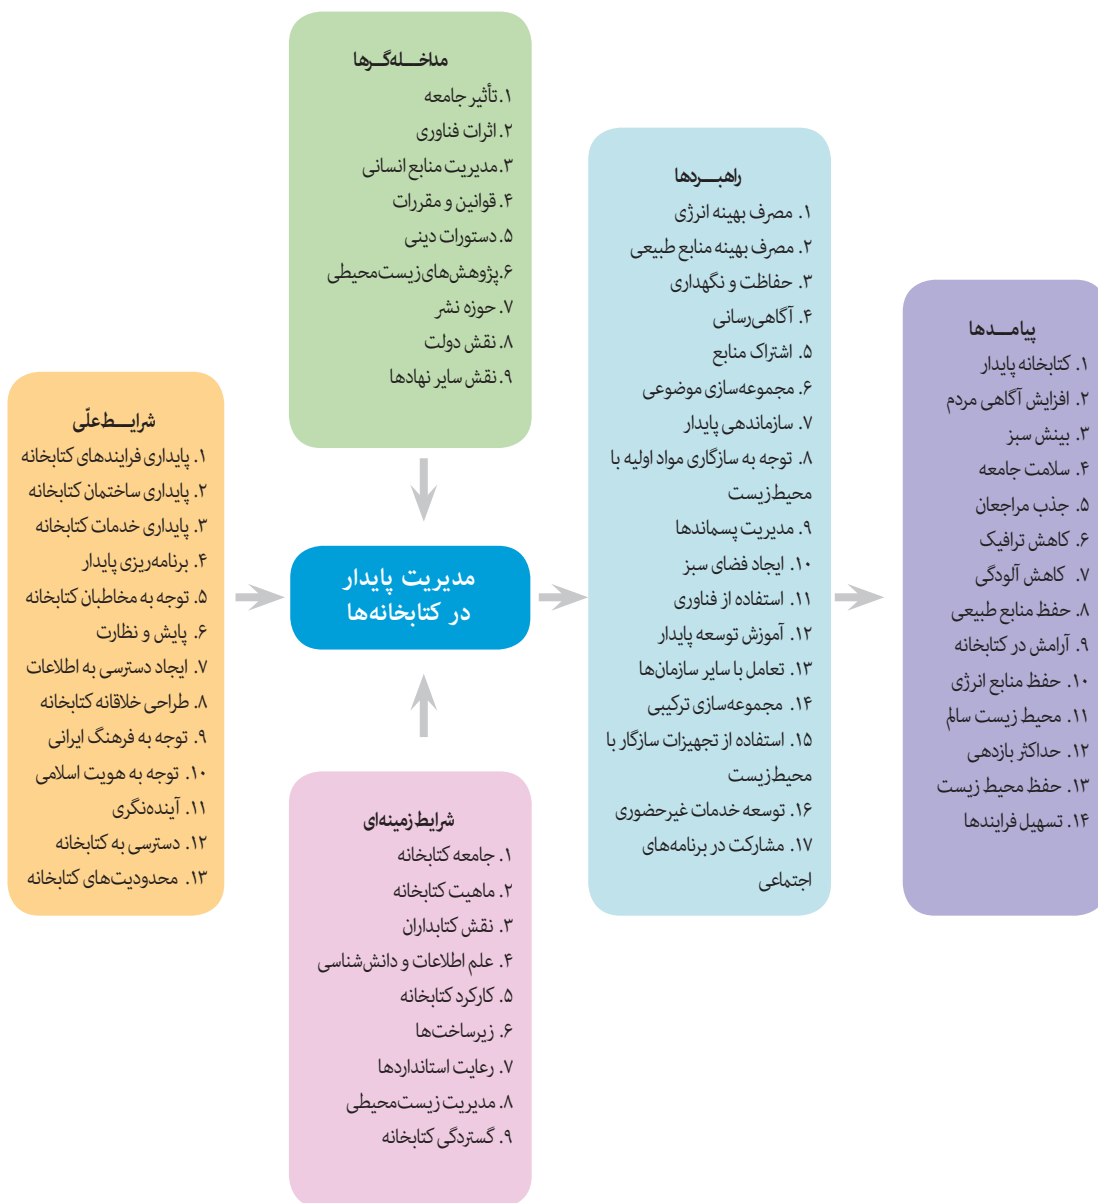 مداخله‌گرها
۱.تأثیر جامعه
۲. اثرات فناوری
۳.مدیریت منابع انسانی
۴. قوانین و مقررات
۵. دستورات دینی
۶.پژوهش‌های زیست‌محیطی
۷. حوزه نشر
۸. نقش دولت
۹. نقش سایر نهادها
راهبردها
۱. مصرف بهینه انرژی
۲. مصرف بهینه منابع طبیعی
۳. حفاظت و نگهداری
۴. آگاهی‌رسانی
۵. اشتراک منابع
۶. مجموعه‌سازی موضوعی
۷. سازماندهی پایدار
۸. توجه به سازگاری مواد اولیه با
محیط‌زیست
۹. مدیریت پسماندها
۱۰. ایجاد فضای سبز
۱۱. استفاده از فناوری
۱۲. آموزش توسعه پایدار
۱۳. تعامل با سایر سازمان‌ها
۱۴. مجموعه‌سازی ترکیبی
۱۵. استفاده از تجهیزات سازگار با
محیط‌زیست
۱۶. توسعه خدمات غیرحضوری
۱۷. مشارکت در برنامه‌های
اجتماعی
پیامدها
۱. کتابخانه پایدار
۲. افزایش آگاهی مردم
۳. بینش سبز
۴. سلامت جامعه
۵. جذب مراجعان
۶. کاهش ترافیک
۷. کاهش آلودگی
۸. حفظ منابع طبیعی
۹. آرامش در کتابخانه
۱۰. حفظ منابع انرژی
۱۱. محیط زیست سالم
۱۲. حداکثر بازدهی
۱۳. حفظ محیط زیست
۱۴. تسهیل فرایندها
شرایط علّی
۱. پایداری فرایندهای کتابخانه
۲. پایداری ساختمان کتابخانه
۳. پایداری خدمات کتابخانه
۴. برنامه‌ریزی پایدار
۵. توجه به مخاطبان کتابخانه
۶. پایش و نظارت
۷. ایجاد دسترسی به اطلاعات
۸. طراحی خلاقانه کتابخانه
۹. توجه به فرهنگ ایرانی
۱۰. توجه به هویت اسلامی
۱۱. آینده‌نگری
۱۲. دسترسی به کتابخانه
۱۳. محدودیت‌های کتابخانه
مدیریت پایدار
در کتابخانه‌ها
شرایط زمینه‌ای
۱. جامعه کتابخانه
۲. ماهیت کتابخانه
۳. نقش کتابداران
۴. علم اطلاعات و دانش‌شناسی
۵. کارکرد کتابخانه
۶. زیرساخت‌ها
۷. رعایت استانداردها
۸. مدیریت زیست‌محیطی
۹. گستردگی کتابخانه